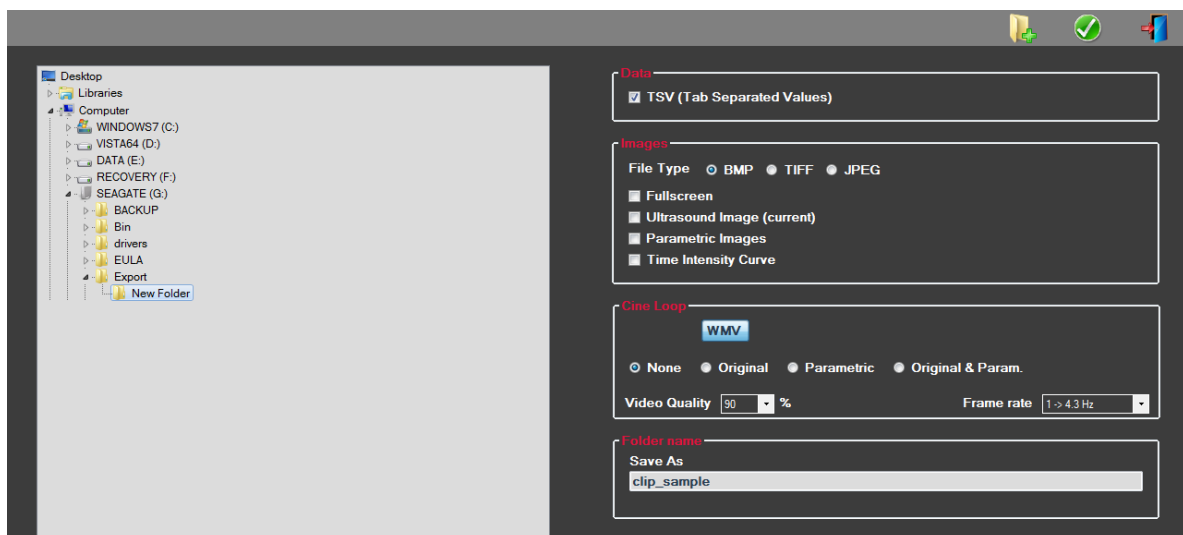 Desktop
Libraries
Computer
WINDOWS7 (C:)
VISTA64 (D:)
DATA (E:)
RECOVERY (F:)
SEAGATE (G:)
BACKUP
Bin
drivers
EULA
Export
New Folder
Data
TSV (Tab Separated Values)
Images
File Type BMP TIFF JPEG
Fullscreen
Ultrasound Image (current)
Parametric Images
Time Intensity Curve
Cine Loop
WMV
None Original Parametric Original & Param.
Video Quality 90 % Frame rate 1 -> 4.3 Hz
Folder name
Save As
clip_sample